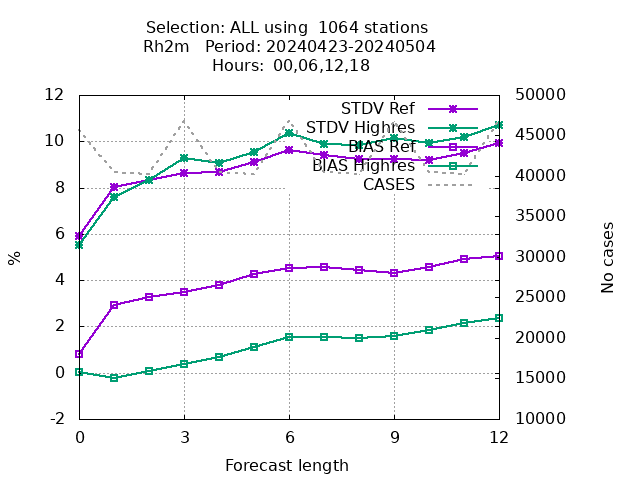 Selection: ALL using  1064 stations
Rh2m   Period: 20240423-20240504
Hours:  00,06,12,18
12
10
8
6
4
2
0
-2
%
50000
45000
40000
35000
30000
25000
20000
15000
10000
No cases
STDV Ref
STDV Highres
BIAS Ref
BIAS Highres
CASES
0
3
6
9
12
Forecast length